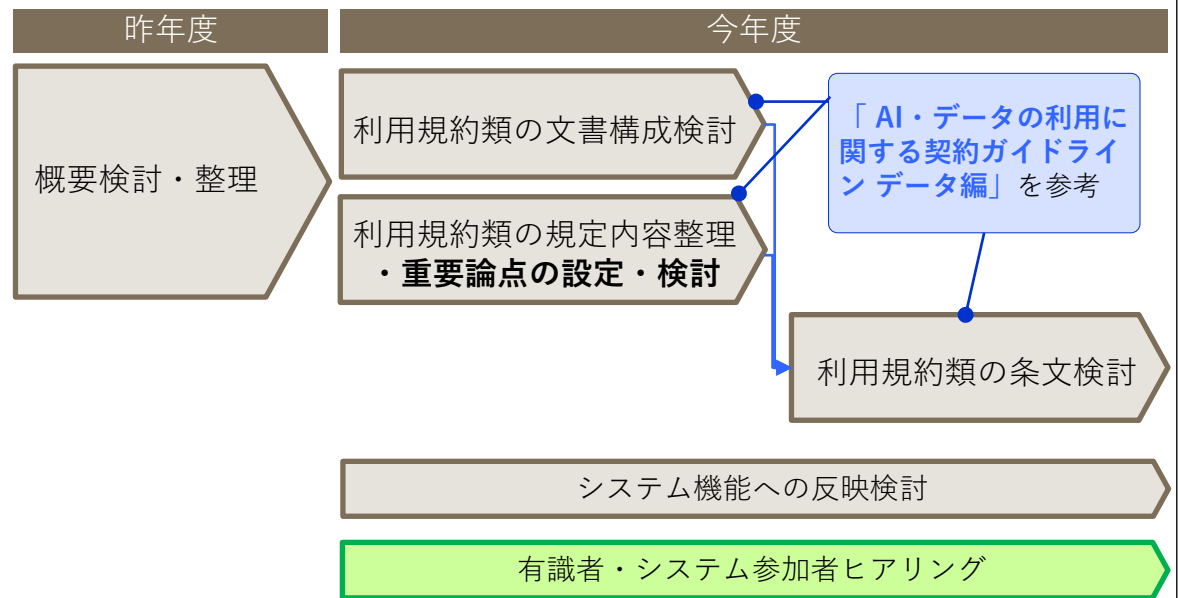 昨年度
今年度
概要検討・整理
利用規約類の文書構成検討
利用規約類の規定内容整理
・重要論点の設定・検討
「 AI・データの利用に
関する契約ガイドライ
ン データ編」を参考
利用規約類の条文検討
システム機能への反映検討
有識者・システム参加者ヒアリング